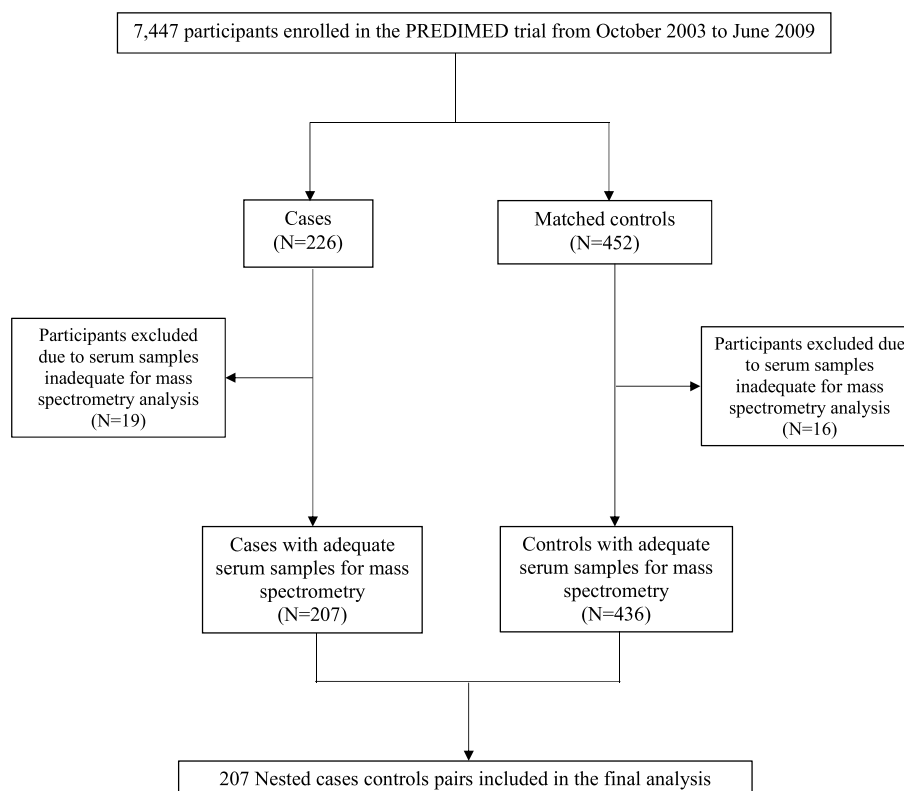 7,447 participants enrolled in the PREDIMED trial from October 2003 to June 2009
Cases
(N=226)
Matched controls
(N=452)
Participants excluded
due to serum samples
inadequate for mass
spectrometry analysis
(N=19)
Participants excluded due
to serum samples
inadequate for mass
spectrometry analysis
(N=16)
Cases with adequate
serum samples for mass
spectrometry
(N=207)
Controls with adequate
serum samples for mass
spectrometry
(N=436)
207 Nested cases controls pairs included in the final analysis